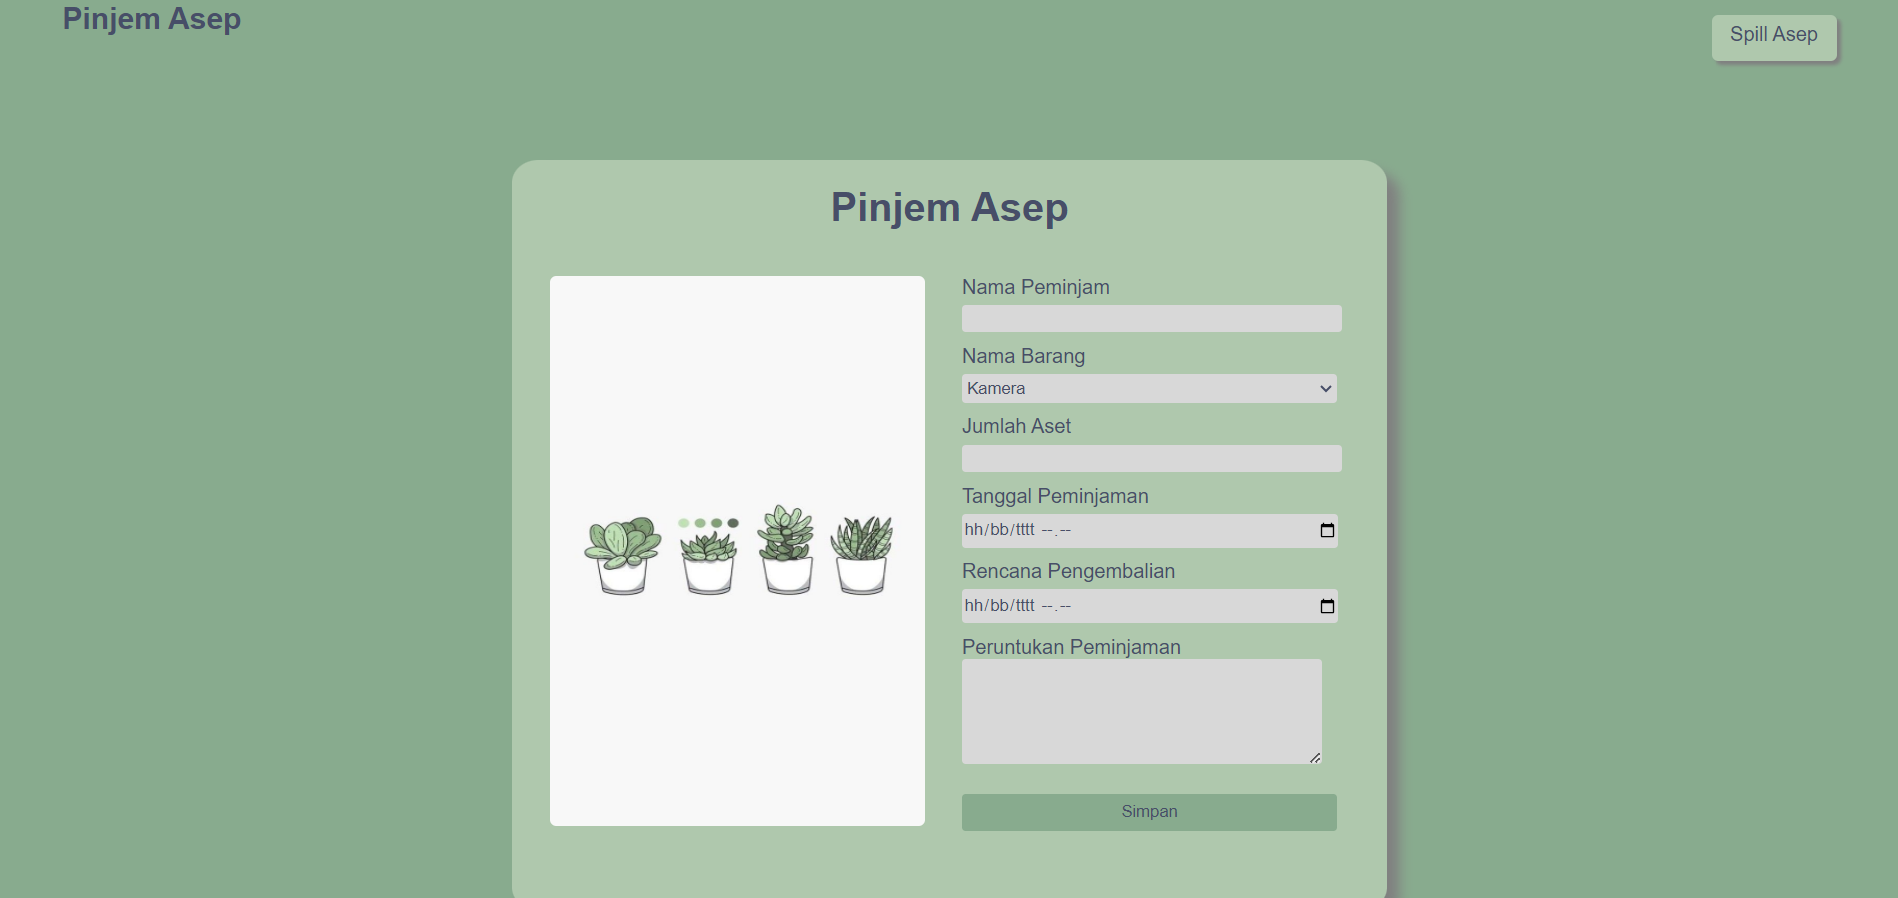 Pinjem Asep
Spill Asep
Pinjem Asep
Nama Peminjam
Nama Barang
Kamera
Jumlah Aset
Tanggal Peminjaman
hh/bb/tttt --.--
Rencana Pengembalian
hh/bb/tttt --.--
Peruntukan Peminjaman
Simpan